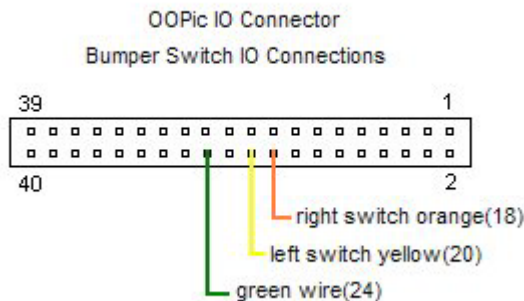 OOPic IO Connector
Bumper Switch IO Connections
39 1
40 2
right switch orange(18)
left switch yellow(20)
green wire(24)